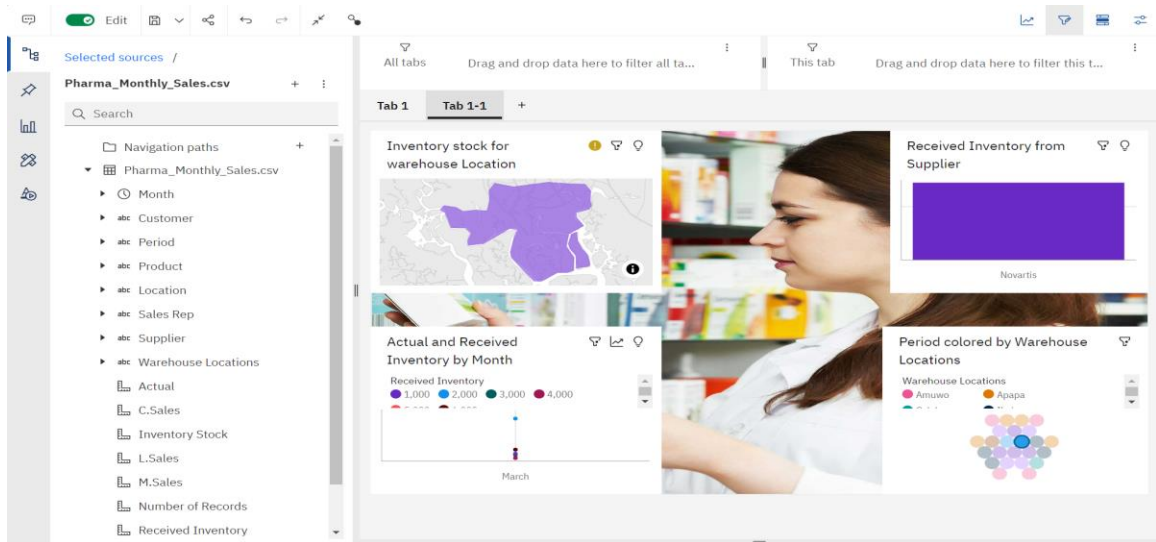 Edit
Selected sources /
Pharma_Monthly_Sales.csv
Search
Navigation paths
Pharma_Monthly_Sales.csv
Month
abc Customer
abc Period
abc Product
abc Location
abc Sales Rep
abc Supplier
abc Warehouse Locations
Actual
C.Sales
Inventory Stock
L.Sales
M.Sales
Number of Records
Received Inventory
All tabs
Drag and drop data here to filter all ta...
This tab
Drag and drop data here to filter this t...
Tab 1
Tab 1-1
+
Inventory stock for
warehouse Location
Received Inventory from
Supplier
Novartis
Actual and Received
Inventory by Month
Received Inventory
1,000 2,000 3,000 4,000
March
Period colored by Warehouse
Locations
Warehouse Locations
Amuwo Apapa